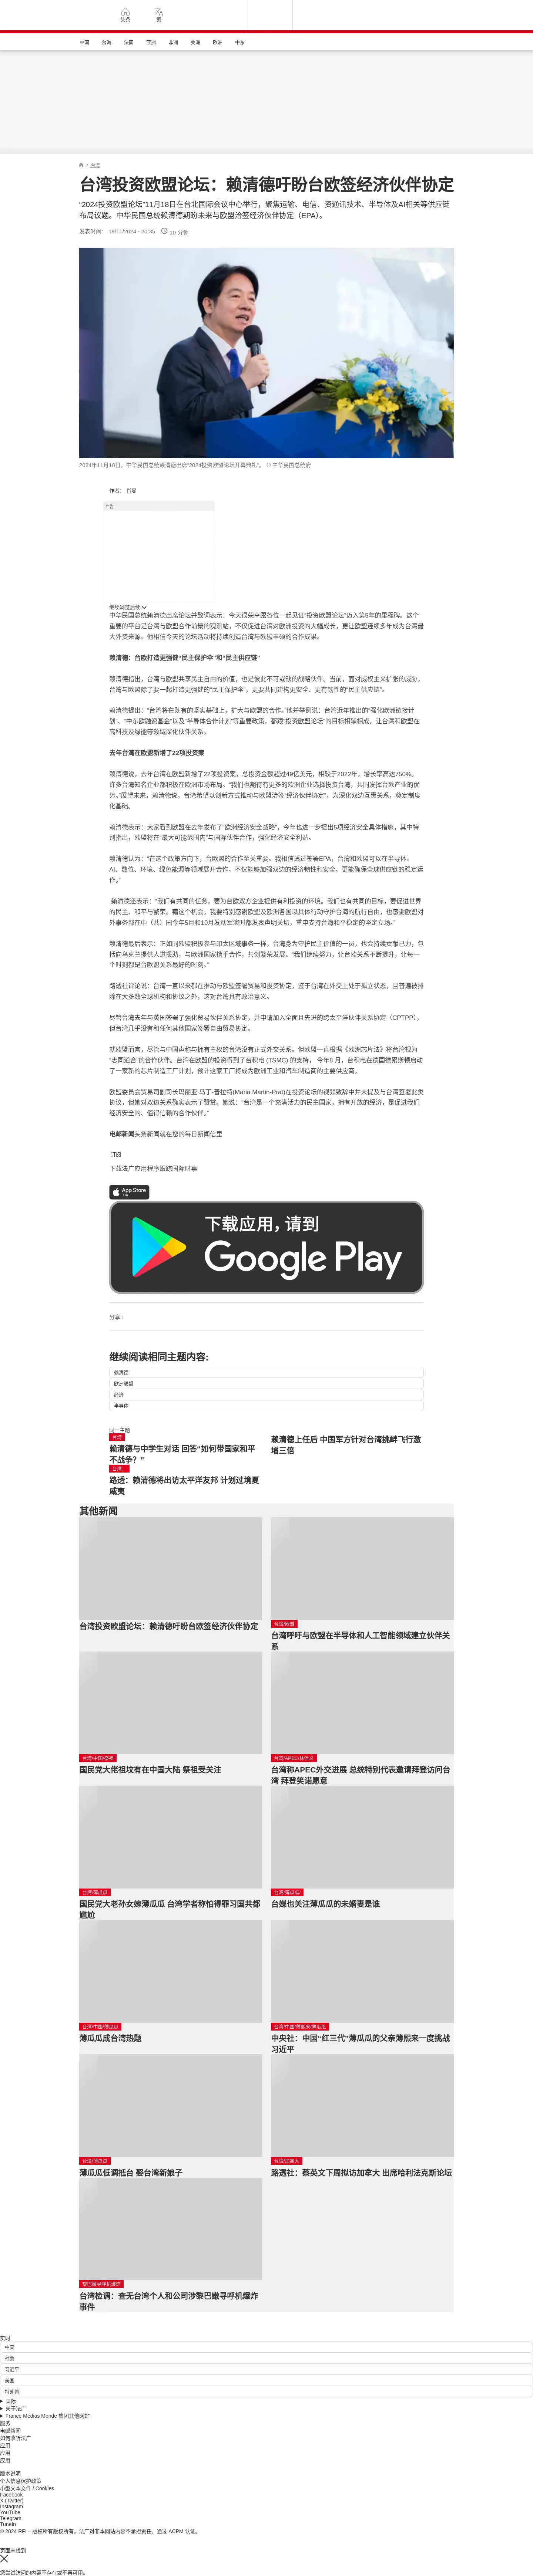 头条
繁
中国
台海
法国
亚洲
非洲
美洲
欧洲
中东
/ 台湾
台湾投资欧盟论坛：赖清德吁盼台欧签经济伙伴协定
“2024投资欧盟论坛”11月18日在台北国际会议中心举行，聚焦运输、电信、资通讯技术、半导体及AI相关等供应链布局议题。中华民国总统赖清德期盼未来与欧盟洽签经济伙伴协定（EPA）。
发表时间： 18/11/2024 - 20:35 10 分钟
2024年11月18日，中华民国总统赖清德出席“2024投资欧盟论坛开幕典礼”。 © 中华民国总统府
作者： 肖曼
广告
继续浏览后续
中华民国总统赖清德出席论坛并致词表示：今天很荣幸跟各位一起见证“投资欧盟论坛”迈入第5年的里程碑。这个
重要的平台是台湾与欧盟合作前景的观测站，不仅促进台湾对欧洲投资的大幅成长，更让欧盟连续多年成为台湾最
大外资来源。他相信今天的论坛活动将持续创造台湾与欧盟丰硕的合作成果。
赖清德：台欧打造更强健“民主保护伞”和“民主供应链”
赖清德指出，台湾与欧盟共享民主自由的价值，也是彼此不可或缺的战略伙伴。当前，面对威权主义扩张的威胁，
台湾与欧盟除了要一起打造更强健的“民主保护伞”，更要共同建构更安全、更有韧性的“民主供应链”。
赖清德提出：“台湾将在既有的坚实基础上，扩大与欧盟的合作。”他并举例说：台湾近年推出的“强化欧洲链接计
划”、“中东欧融资基金”以及“半导体合作计划”等重要政策，都跟“投资欧盟论坛”的目标相辅相成，让台湾和欧盟在
高科技及绿能等领域深化伙伴关系。
去年台湾在欧盟新增了22项投资案
赖清德说，去年台湾在欧盟新增了22项投资案，总投资金额超过49亿美元，相较于2022年，增长率高达750%。
许多台湾知名企业都积极在欧洲市场布局。“我们也期待有更多的欧洲企业选择投资台湾，共同发挥台欧产业的优
势。”展望未来，赖清德说，台湾希望以创新方式推动与欧盟洽签“经济伙伴协定”，为深化双边互惠关系，奠定制度
化基础。
赖清德表示：大家看到欧盟在去年发布了“欧洲经济安全战略”，今年也进一步提出5项经济安全具体措施，其中特
别指出，欧盟将在“最大可能范围内”与国际伙伴合作，强化经济安全利益。
赖清德认为：“在这个政策方向下，台欧盟的合作至关重要。我相信透过签署EPA，台湾和欧盟可以在半导体、
AI、数位、环境、绿色能源等领域展开合作，不仅能够加强双边的经济韧性和安全，更能确保全球供应链的稳定运
作。”
赖清德还表示：“我们有共同的任务，要为台欧双方企业提供有利投资的环境。我们也有共同的目标，要促进世界
的民主、和平与繁荣。藉这个机会，我要特别感谢欧盟及欧洲各国以具体行动守护台海的航行自由，也感谢欧盟对
外事务部在中（共）国今年5月和10月发动军演时都发表声明关切，重申支持台海和平稳定的坚定立场。”
赖清德最后表示：正如同欧盟积极参与印太区域事务一样，台湾身为守护民主价值的一员，也会持续贡献己力，包
括向乌克兰提供人道援助，与欧洲国家携手合作，共创繁荣发展。“我们继续努力，让台欧关系不断提升，让每一
个时刻都是台欧盟关系最好的时刻。”
路透社评论说：台湾一直以来都在推动与欧盟签署贸易和投资协定，鉴于台湾在外交上处于孤立状态，且普遍被排
除在大多数全球机构和协议之外，这对台湾具有政治意义。
尽管台湾去年与英国签署了强化贸易伙伴关系协定，并申请加入全面且先进的跨太平洋伙伴关系协定（CPTPP），
但台湾几乎没有和任何其他国家签署自由贸易协定。
就欧盟而言，尽管与中国声称与拥有主权的台湾没有正式外交关系。但欧盟一直根据《欧洲芯片法》将台湾视为
“志同道合”的合作伙伴。台湾在欧盟的投资得到了台积电 (TSMC) 的支持， 今年8 月，台积电在德国德累斯顿启动
了一家新的芯片制造工厂计划，预计这家工厂将成为欧洲工业和汽车制造商的主要供应商。
欧盟委员会贸易司副司长玛丽亚·马丁-普拉特(Maria Martin-Prat)在投资论坛的视频致辞中并未提及与台湾签署此类
协议，但她对双边关系确实表示了赞赏。她说：“台湾是一个充满活力的民主国家，拥有开放的经济，是促进我们
经济安全的、值得信赖的合作伙伴。”
电邮新闻头条新闻就在您的每日新闻信里
订阅
下载法广应用程序跟踪国际时事
App Store
下载应用，请到
Google Play
分享：
继续阅读相同主题内容:
赖清德
欧洲联盟
经济
半导体
同一主题
台湾
赖清德与中学生对话 回答“如何带国家和平不战争？”
赖清德上任后 中国军方针对台湾挑衅飞行激增三倍
台湾、
路透：赖清德将出访太平洋友邦 计划过境夏威夷
其他新闻
台湾投资欧盟论坛：赖清德吁盼台欧签经济伙伴协定
台湾/欧盟
台湾呼吁与欧盟在半导体和人工智能领域建立伙伴关系
台湾/中国/祭祖
国民党大佬祖坟有在中国大陆 祭祖受关注
台湾/APEC/林信义
台湾称APEC外交进展 总统特别代表邀请拜登访问台湾 拜登笑诺愿意
台湾/薄瓜瓜
国民党大老孙女嫁薄瓜瓜 台湾学者称怕得罪习国共都尴尬
台湾/薄瓜瓜/
台媒也关注薄瓜瓜的未婚妻是谁
台湾/中国/薄瓜瓜
薄瓜瓜成台湾热题
台湾/中国/薄熙来/薄瓜瓜
中央社：中国“红三代”薄瓜瓜的父亲薄熙来一度挑战习近平
台湾/薄瓜瓜
薄瓜瓜低调抵台 娶台湾新娘子
台湾/加拿大
路透社：蔡英文下周拟访加拿大 出席哈利法克斯论坛
黎巴嫩寻呼机爆炸
台湾检调：查无台湾个人和公司涉黎巴嫩寻呼机爆炸事件
实时
中国
社会
习近平
美国
特朗普
国际
关于法广
France Médias Monde 集团其他网站
服务
电邮新闻
如何收听法广
应用
应用
应用
版本说明
个人信息保护政策
小型文本文件 / Cookies
Facebook
X (Twitter)
Instagram
YouTube
Telegram
TuneIn
© 2024 RFI – 版权所有版权所有。法广对非本网站内容不承担责任。通过 ACPM 认证。
页面未找到
您尝试访问的内容不存在或不再可用。